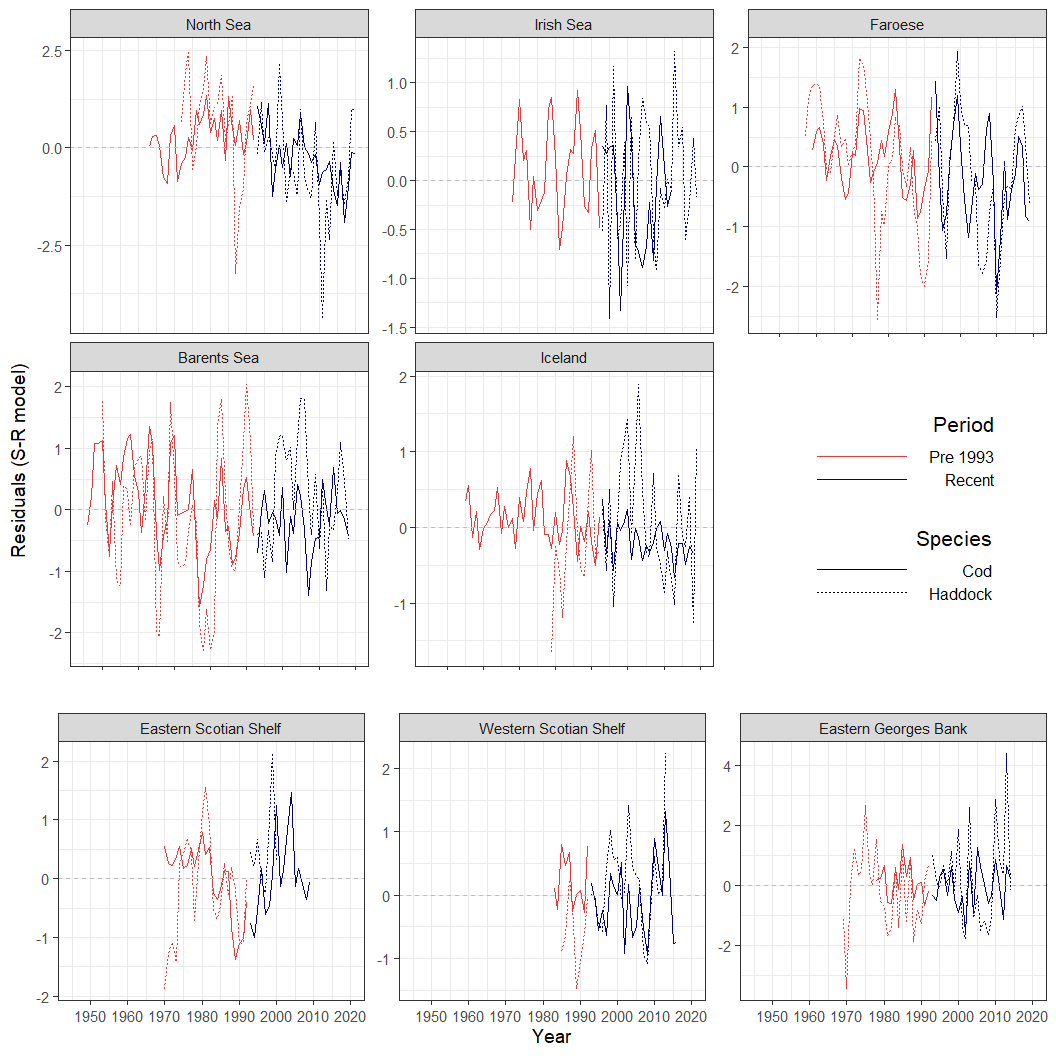 North Sea
Irish Sea
Faroese
2.5
0.0
-2.5
1.0
0.5
0.0
-0.5
-1.0
-1.5
2
1
0
-1
-2
Residuals (S-R model)
Barents Sea
Iceland
2
1
0
-1
-2
2
1
0
-1
Period
Pre 1993
Recent
Species
Cod
Haddock
Eastern Scotian Shelf
Western Scotian Shelf
Eastern Georges Bank
2
1
0
-1
-2
2
1
0
-1
4
2
0
-2
1950 1960 1970 1980 1990 2000 2010 2020
1950 1960 1970 1980 1990 2000 2010 2020
1950 1960 1970 1980 1990 2000 2010 2020
Year